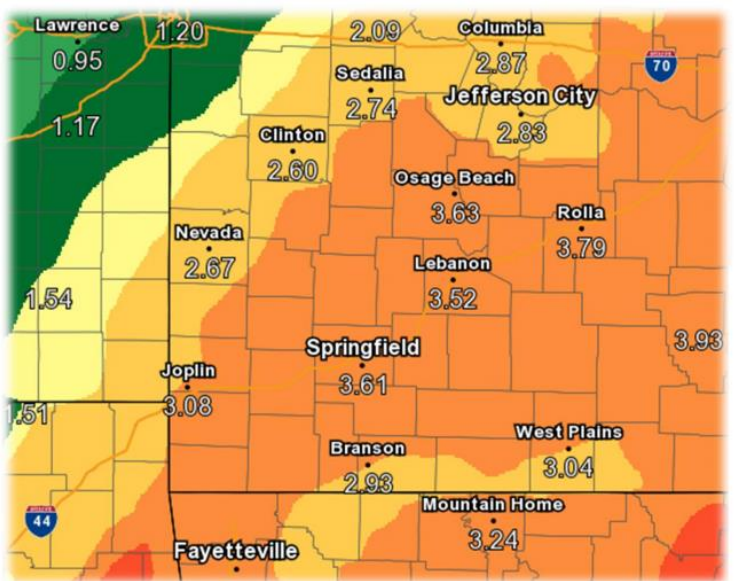 Lawrence
0.95
1.20
2.09
Columbia
2.87
INTERSTATE
70
Sedalia
2.74
Jefferson City
2.83
1.17
Clinton
2.60
Osage Beach
3.63
Rolla
3.79
Nevada
2.67
Lebanon
3.52
1.54
Springfield
3.61
3.93
Joplin
3.08
1.51
Branson
2.93
West Plains
3.04
INTERSTATE
44
Mountain Home
3.24
Fayetteville